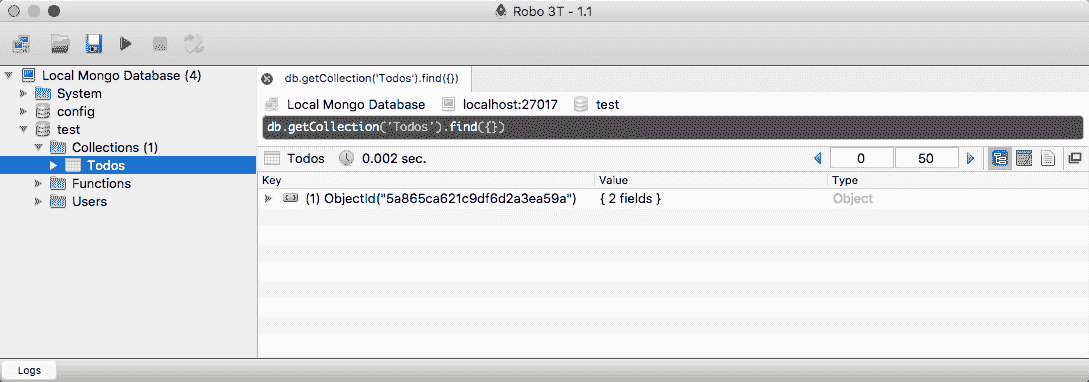 Robo 3T - 1.1
Local Mongo Database (4)
System
config
test
Collections (1)
Todos
Functions
Users
db.getCollection('Todos').find({})
Local Mongo Database localhost:27017 test
db.getCollection('Todos').find({})
Todos 0.002 sec. 0 50
Key Value Type
(1) ObjectId("5a865ca621c9df6d2a3ea59a") { 2 fields } Object
Logs